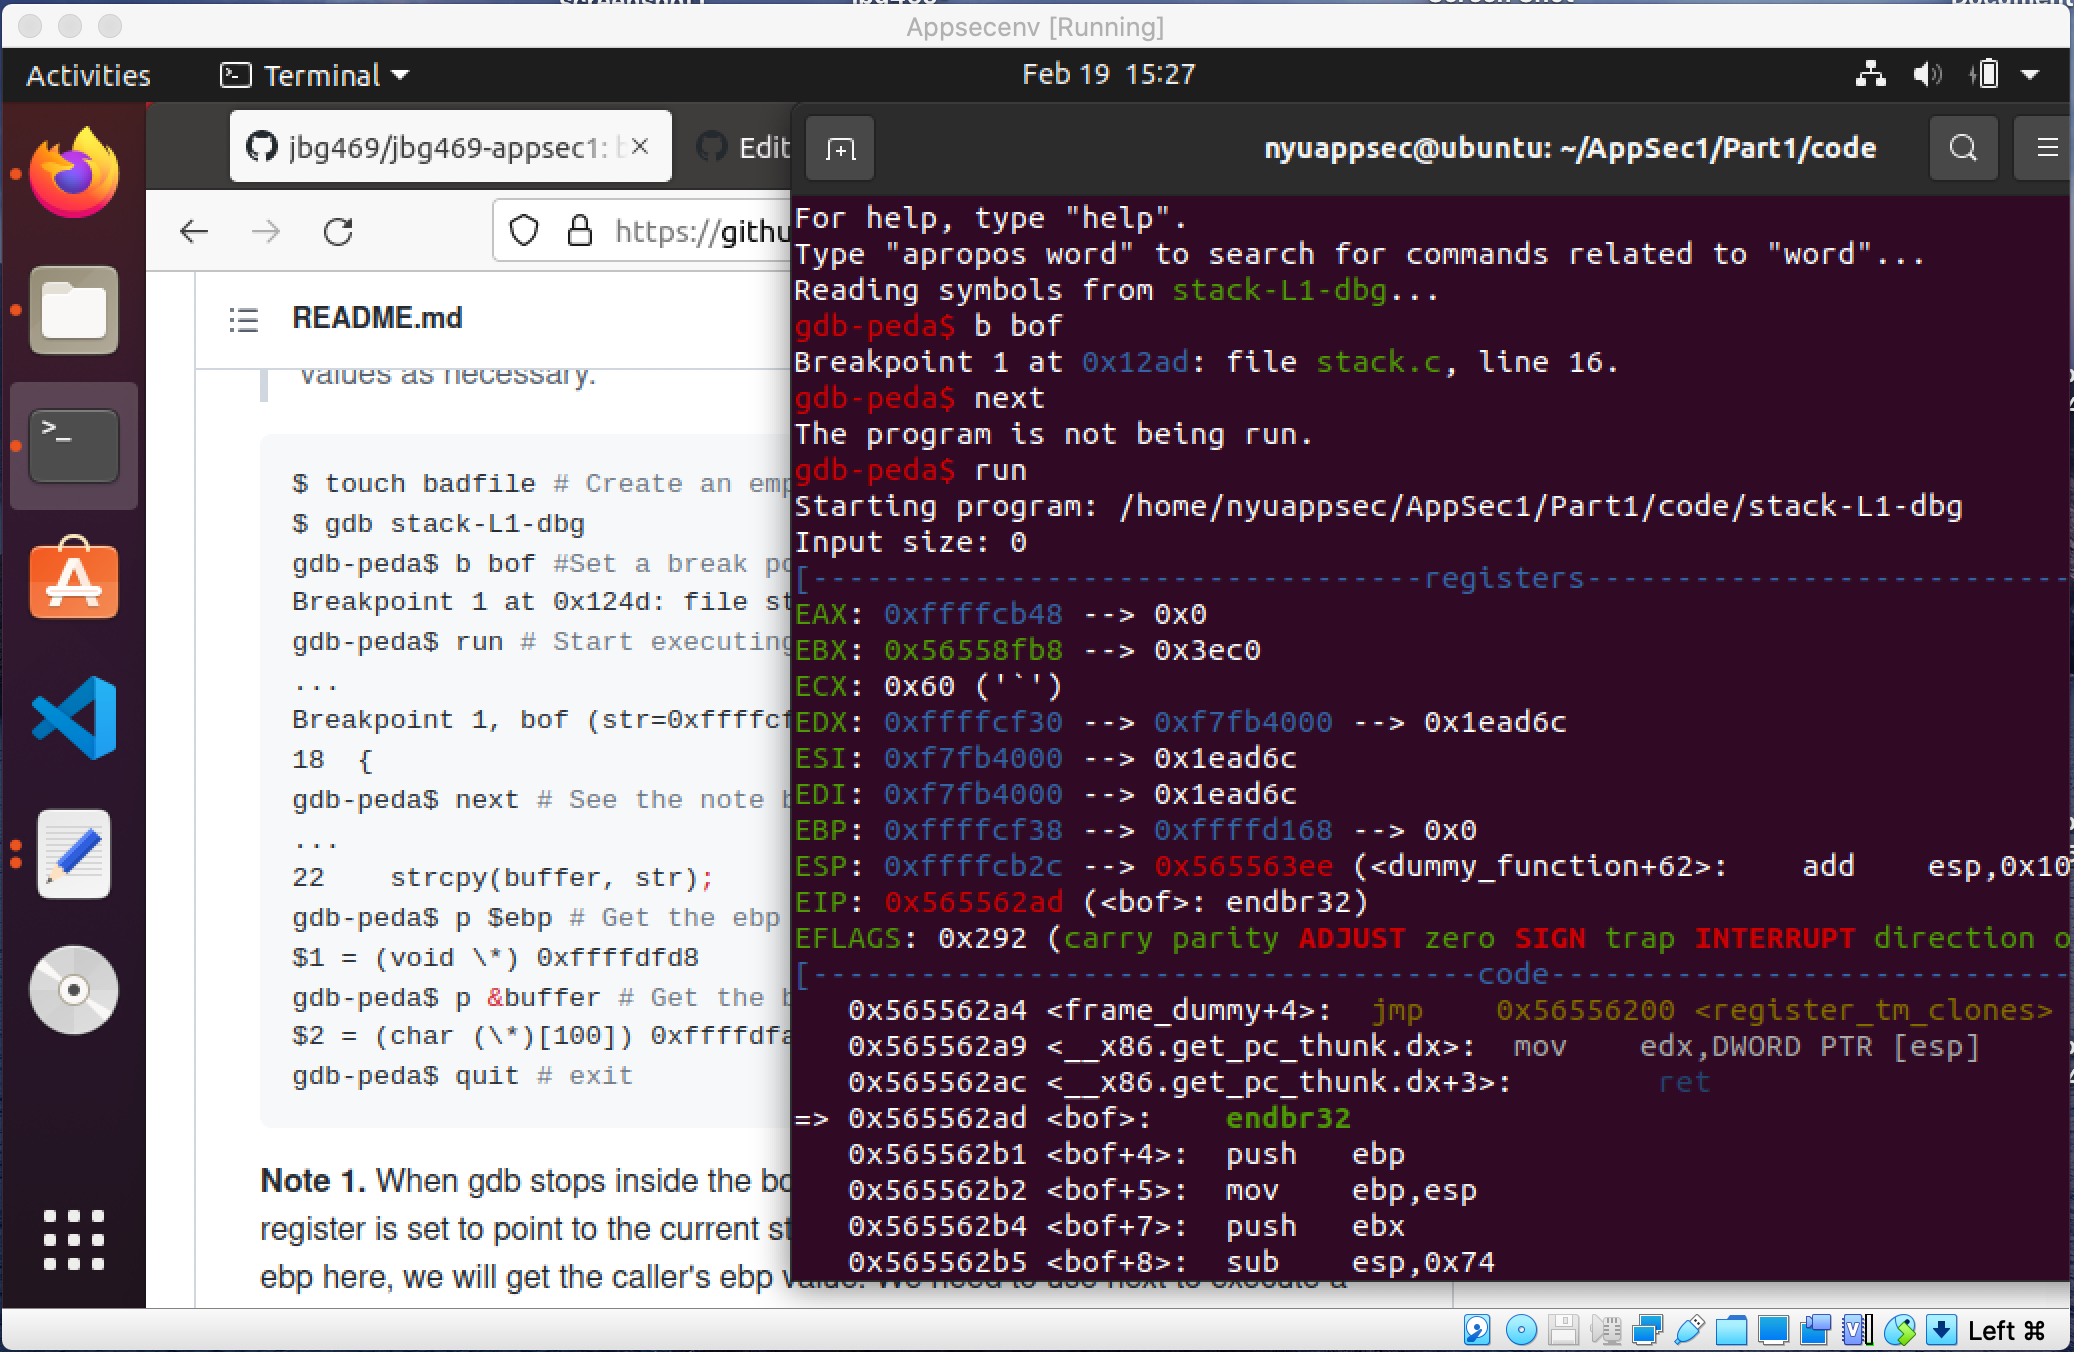 Appsecenv [Running]
Activities
Terminal
Feb 19 15:27
jbg469/jbg469-appsec1:
Edit
nyuappsec@ubuntu: ~/AppSec1/Part1/code
https://githu
README.md
values as necessary.
$ touch badfile # Create an emp
$ gdb stack-L1-dbg
gdb-peda$ b bof #Set a break po
Breakpoint 1 at 0x124d: file st
gdb-peda$ run # Start executing
...
Breakpoint 1, bof (str=0xffffcf
18 {
gdb-peda$ next # See the note b
...
22 strcpy(buffer, str);
gdb-peda$ p $ebp # Get the ebp
$1 = (void \*) 0xffffdfd8
gdb-peda$ p &buffer # Get the b
$2 = (char (\*)[100]) 0xffffdfa
gdb-peda$ quit # exit
Note 1. When gdb stops inside the bo
register is set to point to the current st
ebp here, we will get the caller's ebp value. We need to use next to execute a
For help, type "help".
Type "apropos word" to search for commands related to "word"...
Reading symbols from stack-L1-dbg...
gdb-peda$ b bof
Breakpoint 1 at 0x12ad: file stack.c, line 16.
gdb-peda$ next
The program is not being run.
gdb-peda$ run
Starting program: /home/nyuappsec/AppSec1/Part1/code/stack-L1-dbg
Input size: 0
[----------------------------------registers-----------------------------------
EAX: 0xffffcb48 --> 0x0
EBX: 0x56558fb8 --> 0x3ec0
ECX: 0x60 ('`')
EDX: 0xffffcf30 --> 0xf7fb4000 --> 0x1ead6c
ESI: 0xf7fb4000 --> 0x1ead6c
EDI: 0xf7fb4000 --> 0x1ead6c
EBP: 0xffffcf38 --> 0xffffd168 --> 0x0
ESP: 0xffffcb2c --> 0x565563ee (<dummy_function+62>: add esp,0x10
EIP: 0x565562ad (<bof>: endbr32)
EFLAGS: 0x292 (carry parity ADJUST zero SIGN trap INTERRUPT direction o
[-------------------------------------code-------------------------------------
0x565562a4 <frame_dummy+4>: jmp 0x56556200 <register_tm_clones>
0x565562a9 <__x86.get_pc_thunk.dx>: mov edx,DWORD PTR [esp]
0x565562ac <__x86.get_pc_thunk.dx+3>: ret
=> 0x565562ad <bof>: endbr32
0x565562b1 <bof+4>: push ebp
0x565562b2 <bof+5>: mov ebp,esp
0x565562b4 <bof+7>: push ebx
0x565562b5 <bof+8>: sub esp,0x74
Left ⌘